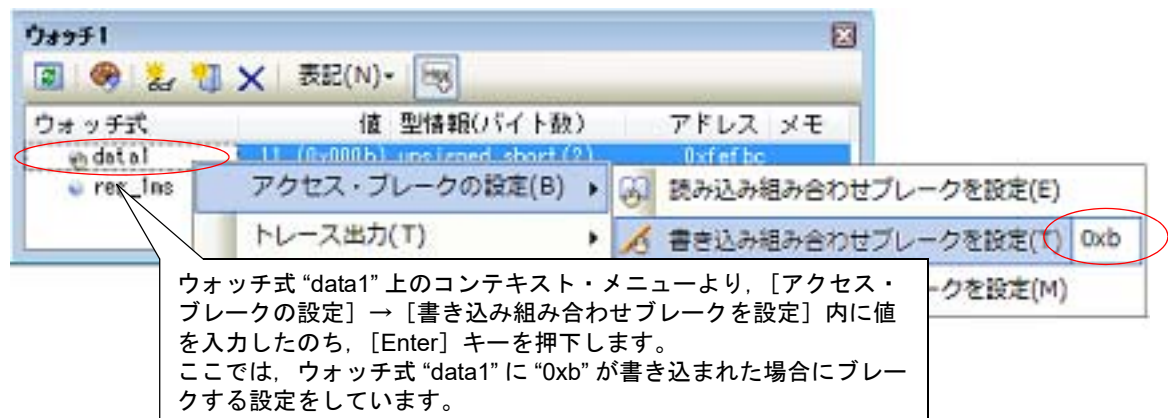 ウォッチ1
表記(N)
ウォッチ式 値 型情報(バイト数) アドレス メモ
data1 11 (0x000b) unsigned short(2) 0xfefbc
アクセス・ブレークの設定(B) 読み込み組み合わせブレークを設定(E)
トレース出力(T) 書き込み組み合わせブレークを設定(T) 0xb
ークを設定(M)
ウォッチ式 “data1” 上のコンテキスト・メニューより,[アクセス・
ブレークの設定]→[書き込み組み合わせブレークを設定]内に値
を入力したのち,[Enter]キーを押下します。
ここでは,ウォッチ式 “data1” に “0xb” が書き込まれた場合にブレー
クする設定をしています。